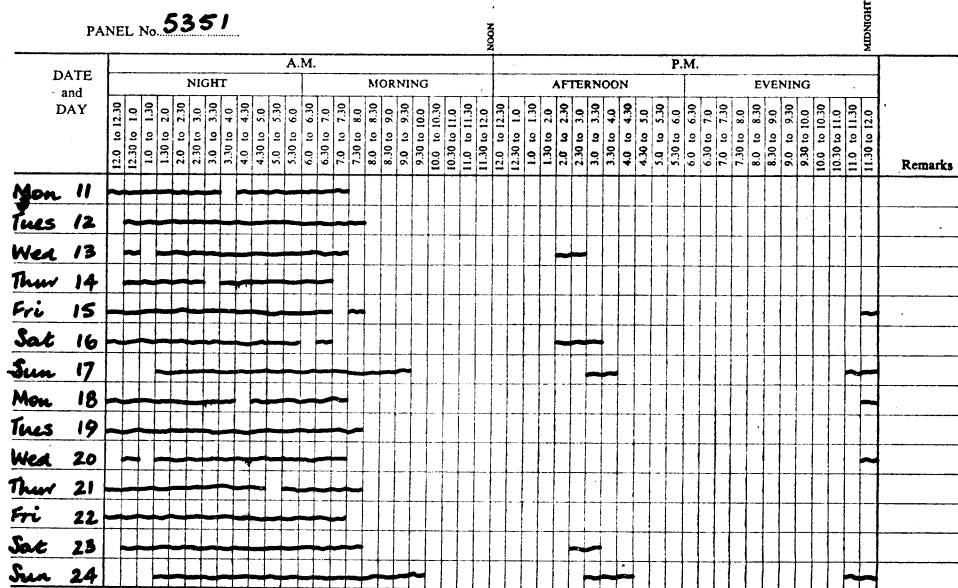 PANEL No. 5351
NOON
MIDNIGHT
DATE and DAY
A.M.
P.M.
NIGHT
MORNING
AFTERNOON
EVENING
12.0 to 12.30
12.30 to 1.0
1.0 to 1.30
1.30 to 2.0
2.0 to 2.30
2.30 to 3.0
3.0 to 3.30
3.30 to 4.0
4.0 to 4.30
4.30 to 5.0
5.0 to 5.30
5.30 to 6.0
6.0 to 6.30
6.30 to 7.0
7.0 to 7.30
7.30 to 8.0
8.0 to 8.30
8.30 to 9.0
9.0 to 9.30
9.30 to 10.0
10.0 to 10.30
10.30 to 11.0
11.0 to 11.30
11.30 to 12.0
12.0 to 12.30
12.30 to 1.0
1.0 to 1.30
1.30 to 2.0
2.0 to 2.30
2.30 to 3.0
3.0 to 3.30
3.30 to 4.0
4.0 to 4.30
4.30 to 5.0
5.0 to 5.30
5.30 to 6.0
6.0 to 6.30
6.30 to 7.0
7.0 to 7.30
7.30 to 8.0
8.0 to 8.30
8.30 to 9.0
9.0 to 9.30
9.30 to 10.0
10.0 to 10.30
10.30 to 11.0
11.0 to 11.30
11.30 to 12.0
Remarks
Mon 11
Tues 12
Wed 13
Thur 14
Fri 15
Sat 16
Sun 17
Mon 18
Tues 19
Wed 20
Thur 21
Fri 22
Sat 23
Sun 24